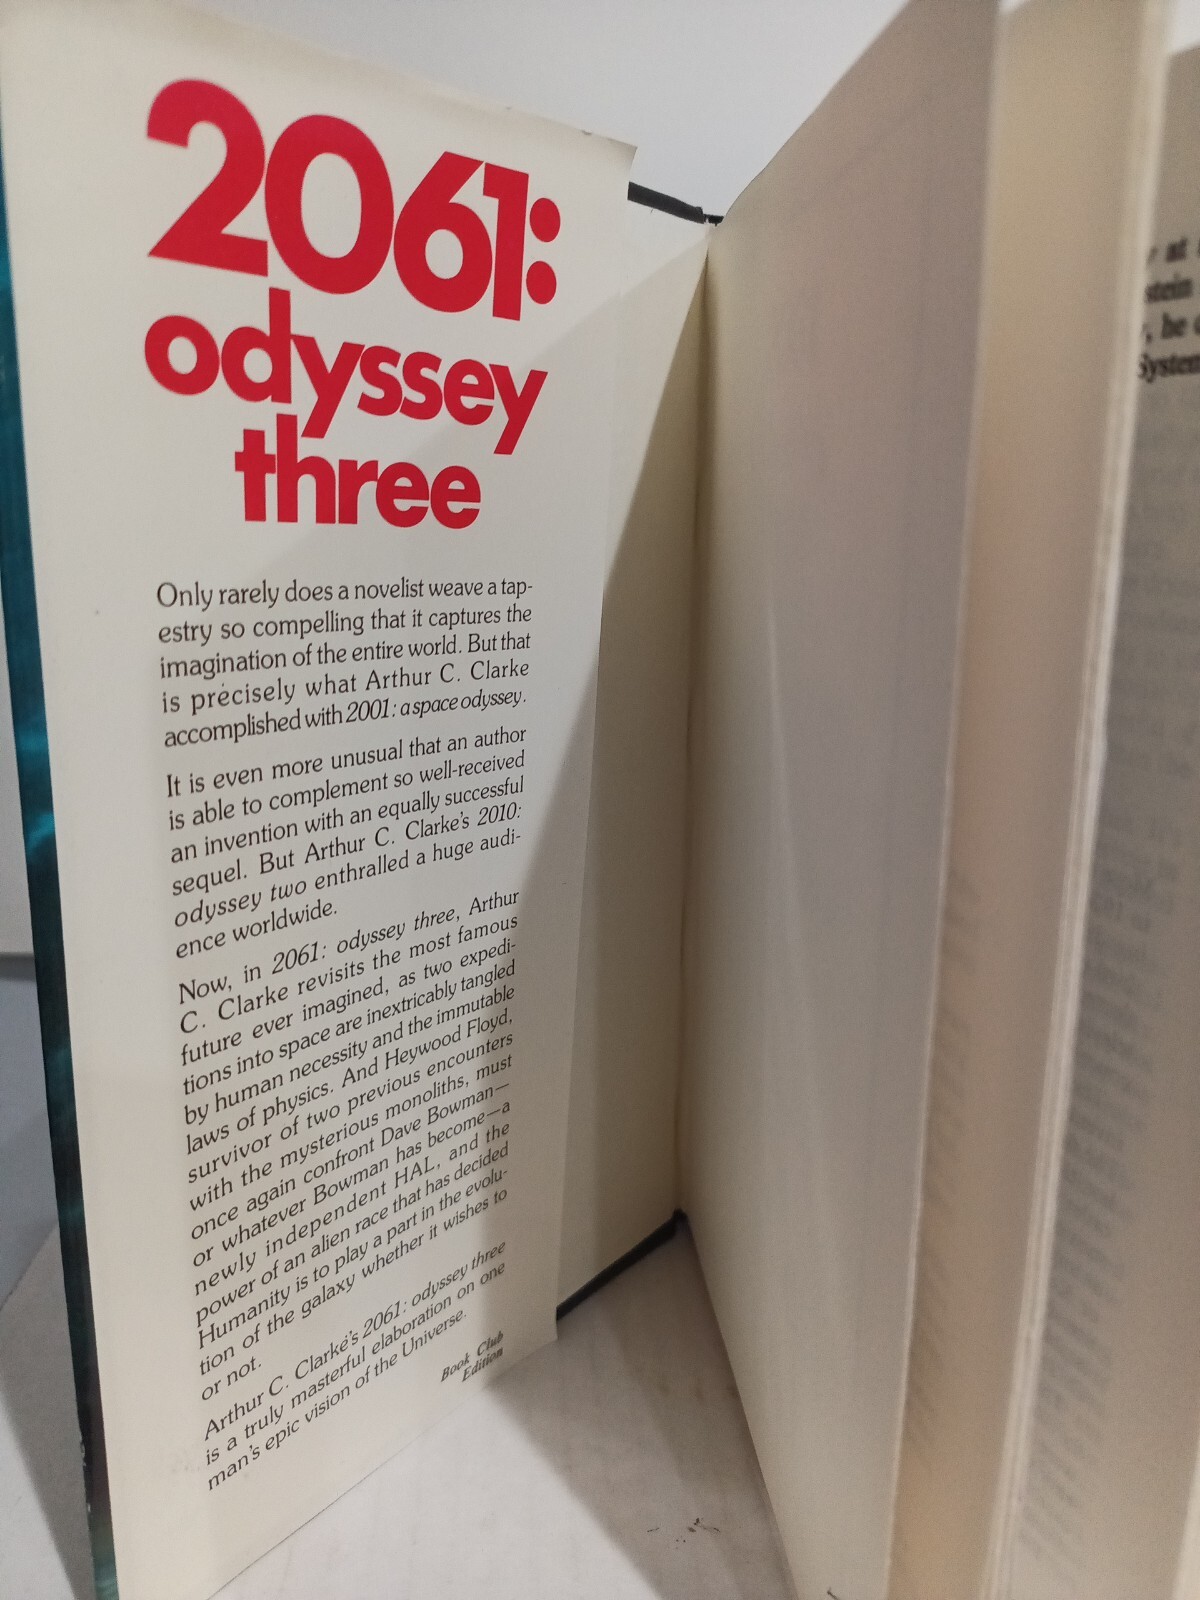 2061:
odyssey
three
Only rarely does a novelist weave a tap-
estry so compelling that it captures the
imagination of the entire world. But that
is precisely what Arthur C. Clarke
accomplished with 2001: a space odyssey.
It is even more unusual that an author
is able to complement so well-received
an invention with an equally successful
sequel. But Arthur C. Clarke's 2010:
odyssey two enthralled a huge audi-
ence worldwide.
Now, in 2061: odyssey three, Arthur
C. Clarke revisits the most famous
future ever imagined, as two expedi-
tions into space are inextricably tangled
by human necessity and the immutable
laws of physics. And Heywood Floyd,
survivor of two previous encounters
with the mysterious monoliths, must
once again confront Dave Bowman—
or whatever Bowman has become—a
newly independent HAL, and the
power of an alien race that has decided
Humanity is to play a part in the evolu-
tion of the galaxy whether it wishes to
or not.
Arthur C. Clarke's 2061: odyssey three
is a truly masterful elaboration on one
man's epic vision of the Universe.
Book Club
Edition
at
stein
, he
System